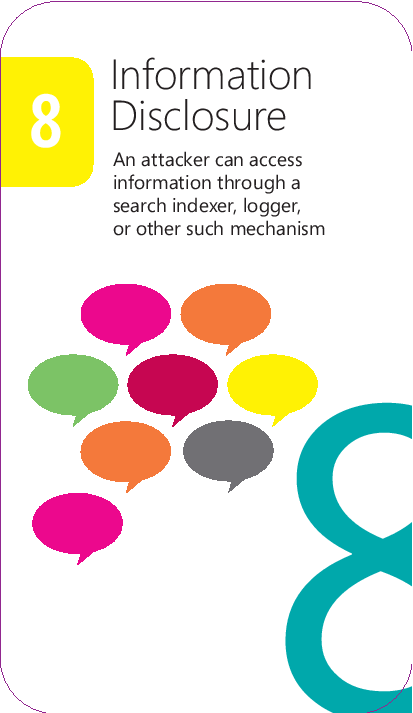 8
Information
Disclosure
An attacker can access
information through a
search indexer, logger,
or other such mechanism
8